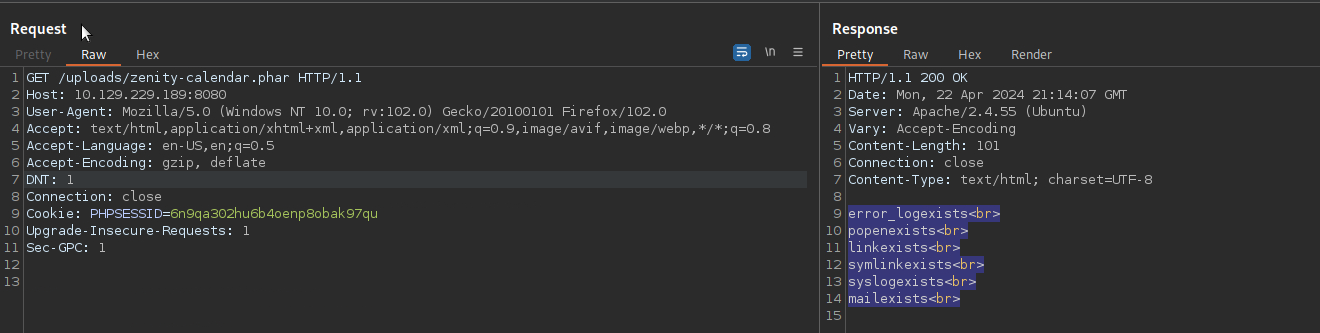 Request
Pretty Raw Hex
\n
1 GET /uploads/zenity-calendar.phar HTTP/1.1
2 Host: 10.129.229.189:8080
3 User-Agent: Mozilla/5.0 (Windows NT 10.0; rv:102.0) Gecko/20100101 Firefox/102.0
4 Accept: text/html,application/xhtml+xml,application/xml;q=0.9,image/avif,image/webp,*/*;q=0.8
5 Accept-Language: en-US,en;q=0.5
6 Accept-Encoding: gzip, deflate
7 DNT: 1
8 Connection: close
9 Cookie: PHPSESSID=6n9qa302hu6b4oenp8obak97qu
10 Upgrade-Insecure-Requests: 1
11 Sec-GPC: 1
12
13
Response
Pretty Raw Hex Render
1 HTTP/1.1 200 OK
2 Date: Mon, 22 Apr 2024 21:14:07 GMT
3 Server: Apache/2.4.55 (Ubuntu)
4 Vary: Accept-Encoding
5 Content-Length: 101
6 Connection: close
7 Content-Type: text/html; charset=UTF-8
8
9 error_logexists<br>
10 popenexists<br>
11 linkexists<br>
12 symlinkexists<br>
13 syslogexists<br>
14 mailexists<br>
15